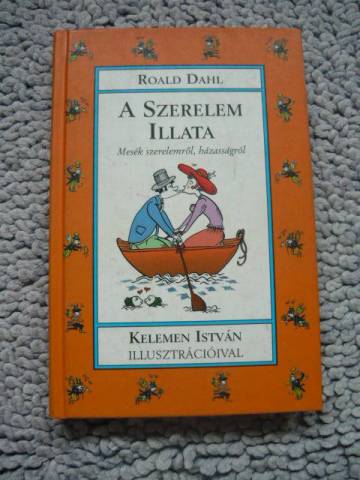 ROALD DAHL
A SZERELEM
ILLATA
Mesék szerelemről, házasságról
KELEMEN ISTVÁN
ILLUSZTRÁCIÓIVAL